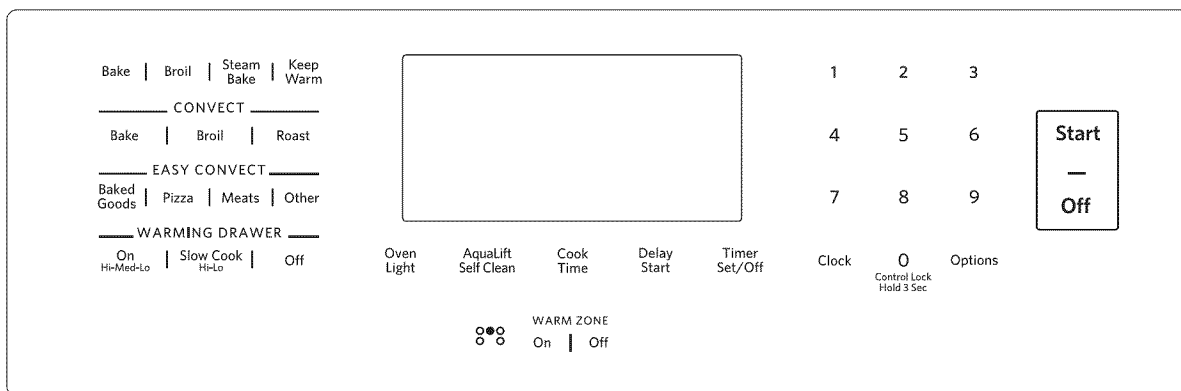 Bake | Broil | Steam Bake | Keep Warm
CONVECT
Bake | Broil | Roast
EASY CONVECT
Baked Goods | Pizza | Meats | Other
WARMING DRAWER
On Hi-Med-Lo | Slow Cook Hi-Lo | Off
Oven Light
AquaLift Self Clean
Cook Time
Delay Start
Timer Set/Off
WARM ZONE
On | Off
1 2 3
4 5 6
7 8 9
Clock 0 Options
Control Lock
Hold 3 Sec
Start
—
Off